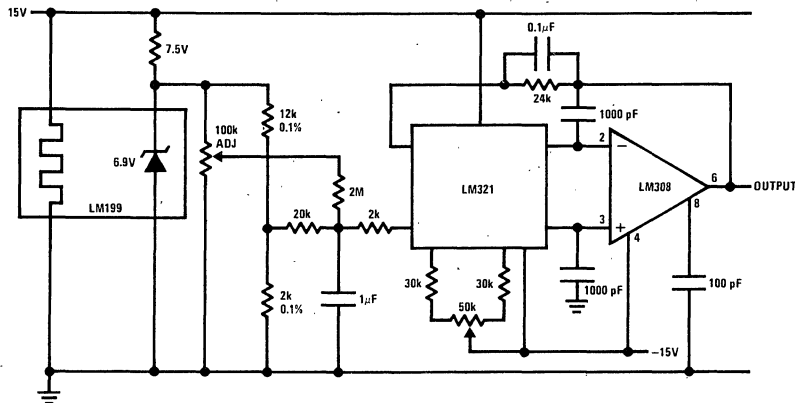 15V
7.5V
0.1μF
24k
1000 pF
12k
0.1%
100k
ADJ
6.9V
2M
LM199
LM321
2
6
LM308
OUTPUT
8
3
4
20k
2k
2k
0.1%
1μF
30k
30k
50k
1000 pF
100 pF
−15V